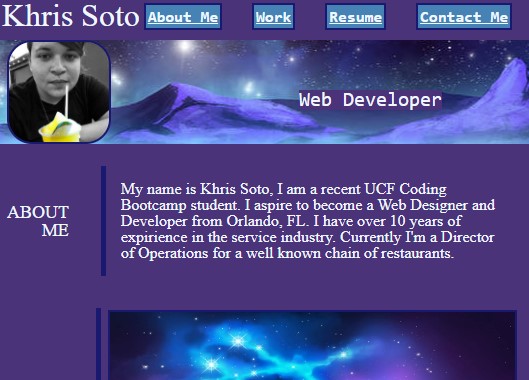 Khris Soto
About Me
Work
Resume
Contact Me
Web Developer
ABOUT
ME
My name is Khris Soto, I am a recent UCF Coding
Bootcamp student. I aspire to become a Web Designer and
Developer from Orlando, FL. I have over 10 years of
expirience in the service industry. Currently I'm a Director
of Operations for a well known chain of restaurants.